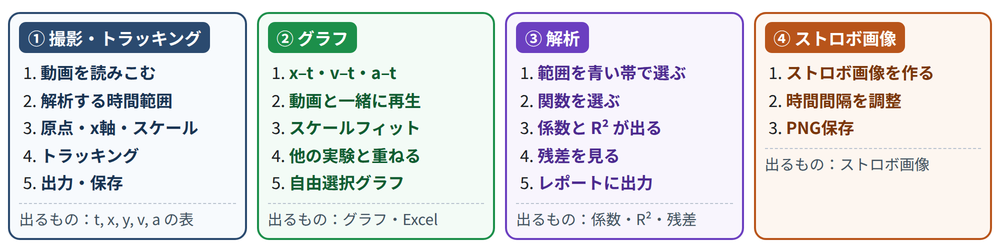 ① 撮影・トラッキング
1. 動画を読みこむ
2. 解析する時間範囲
3. 原点・x軸・スケール
4. トラッキング
5. 出力・保存
出るもの：t, x, y, v, a の表
② グラフ
1. x–t・v–t・a–t
2. 動画と一緒に再生
3. スケールフィット
4. 他の実験と重ねる
5. 自由選択グラフ
出るもの：グラフ・Excel
③ 解析
1. 範囲を青い帯で選ぶ
2. 関数を選ぶ
3. 係数と R² が出る
4. 残差を見る
5. レポートに出力
出るもの：係数・R²・残差
④ ストロボ画像
1. ストロボ画像を作る
2. 時間間隔を調整
3. PNG保存
出るもの：ストロボ画像